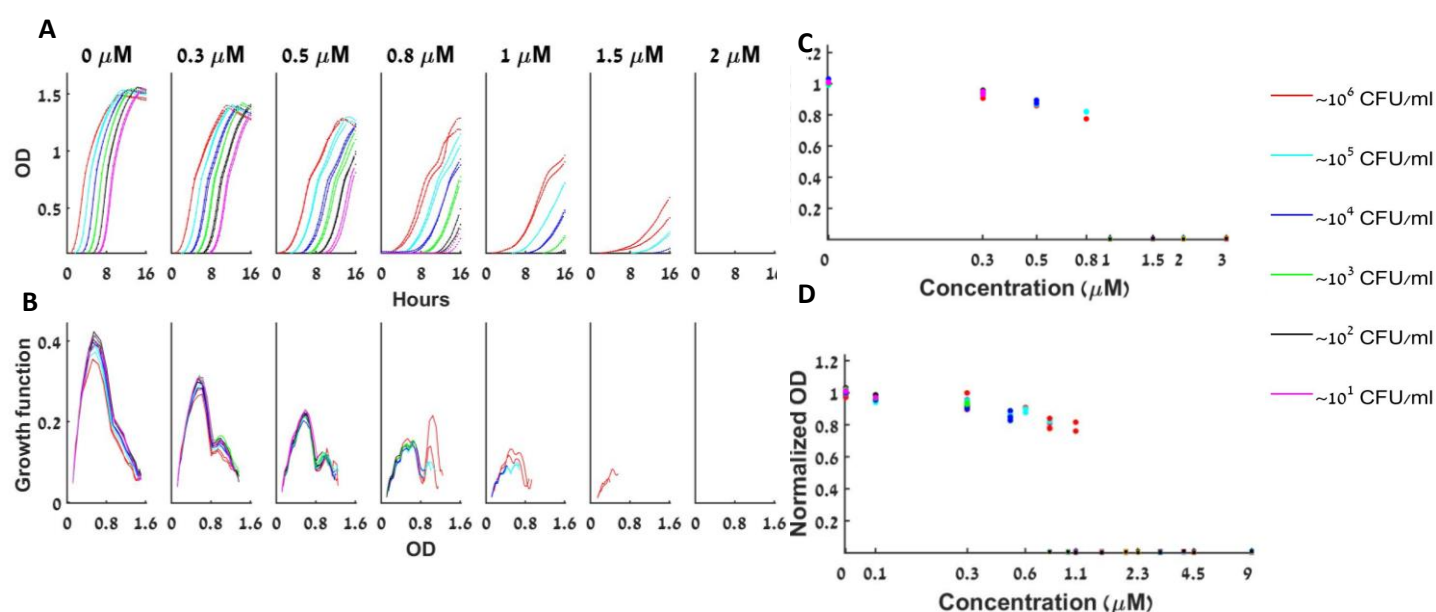 A
0 μM 0.3 μM 0.5 μM 0.8 μM 1 μM 1.5 μM 2 μM
OD
1.5
1
0.5
0 8 16 0 8 16 0 8 16 0 8 16 0 8 16 0 8 16 0 8 16
Hours
B
Growth function
0.4
0.2
0
0 0.8 1.6 0 0.8 1.6 0 0.8 1.6 0 0.8 1.6 0 0.8 1.6 0 0.8 1.6 0 0.8 1.6
OD
C
.2
1
0.8
0.6
0.4
0.2
0 0.3 0.5 0.8 1 1.5 2 3
Concentration (μM)
D
Normalized OD
1.2
1
0.8
0.6
0.4
0.2
0 0.1 0.3 0.6 1.1 2.3 4.5 9
Concentration (μM)
~10⁶ CFU/ml
~10⁵ CFU/ml
~10⁴ CFU/ml
~10³ CFU/ml
~10² CFU/ml
~10¹ CFU/ml